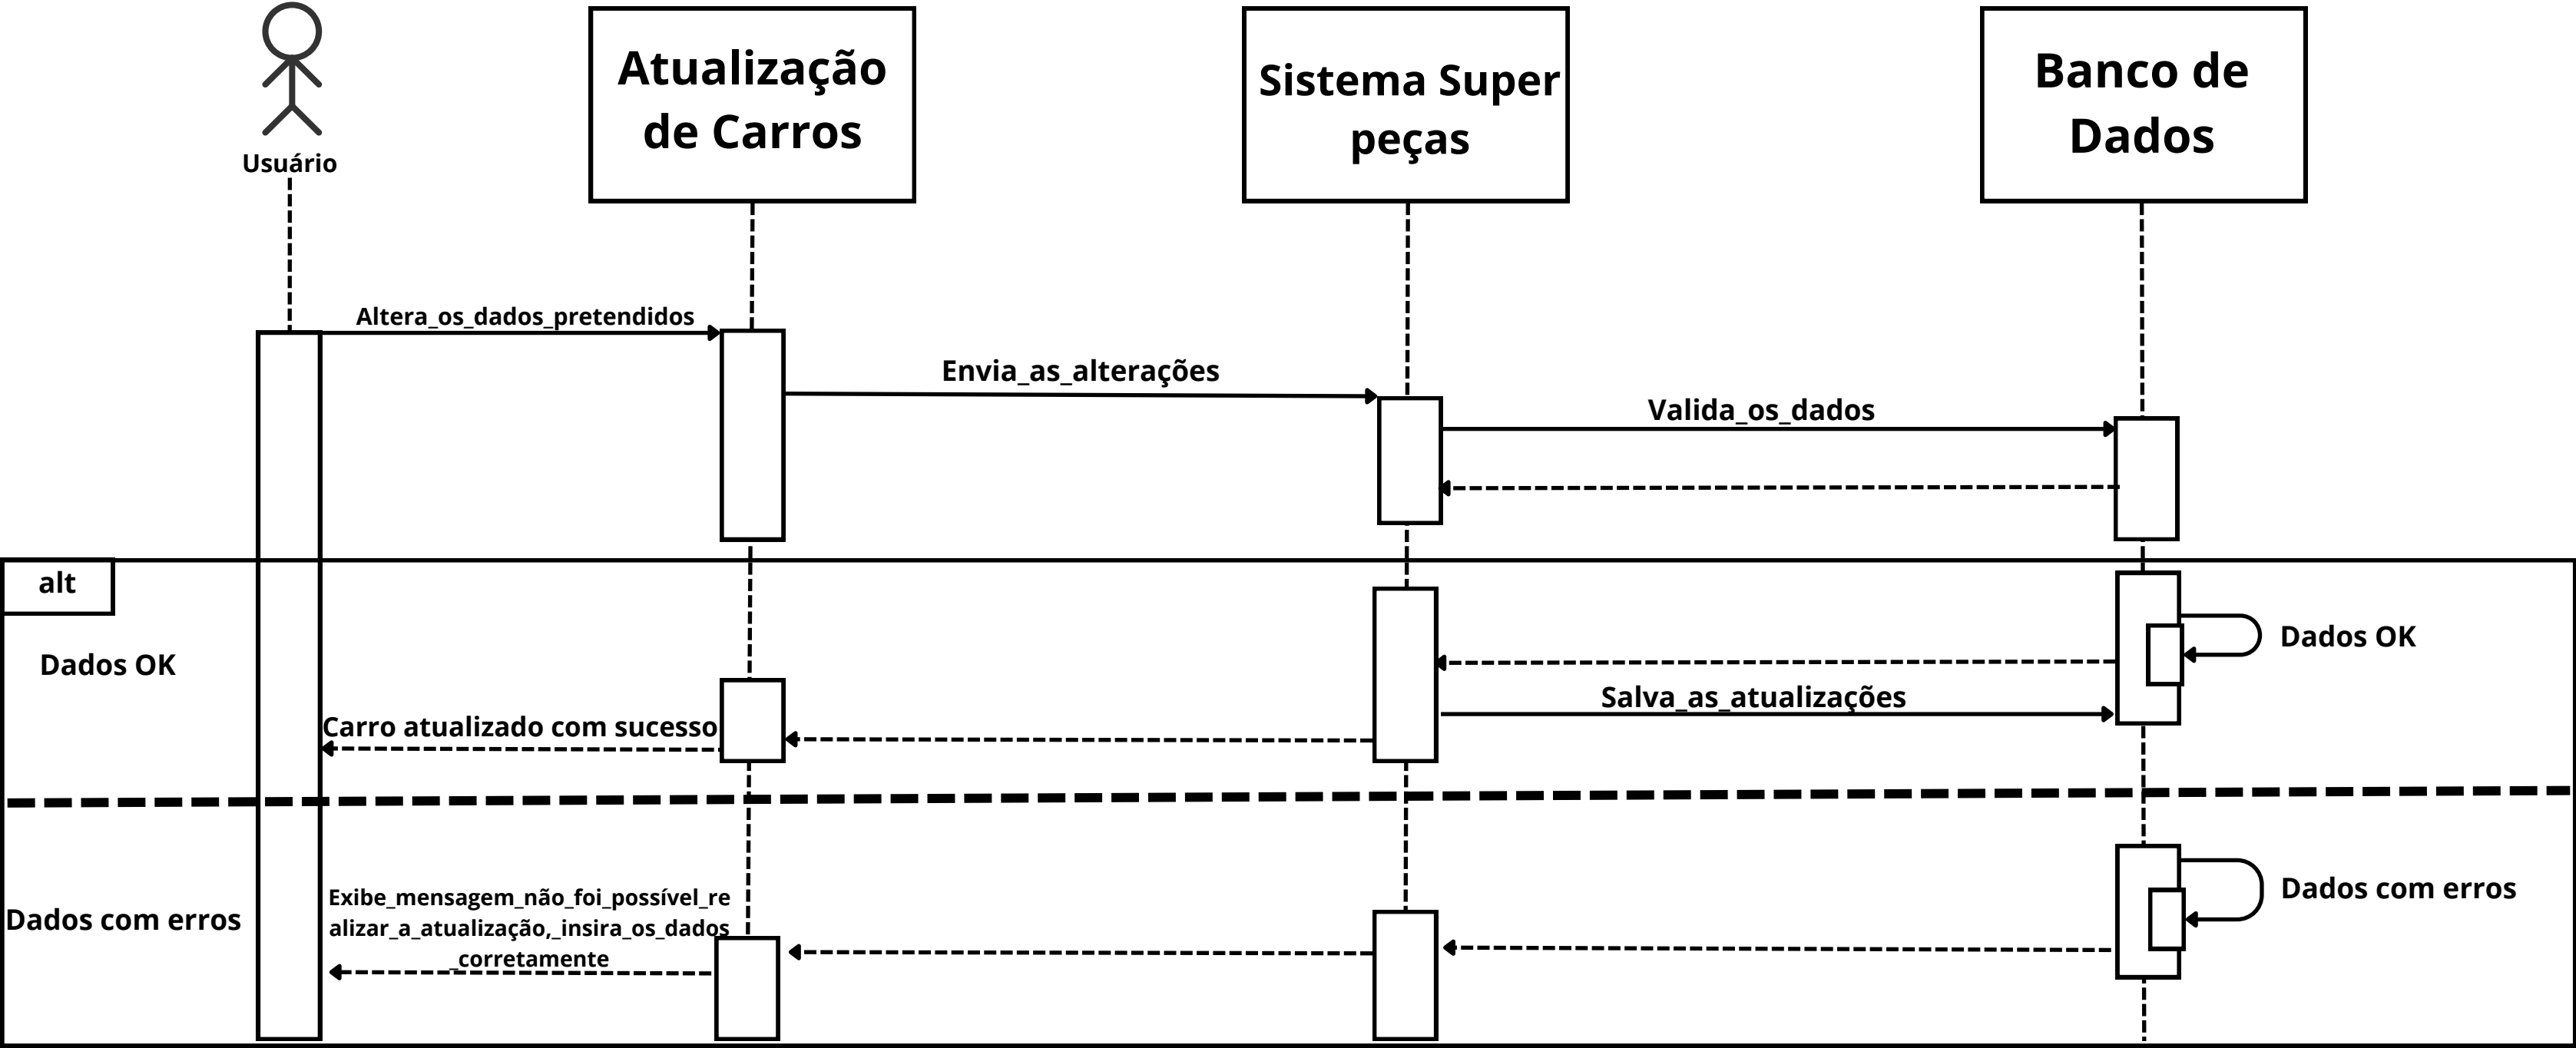 Usuário
Atualização
de Carros
Sistema Super
peças
Banco de
Dados
Altera_os_dados_pretendidos
Envia_as_alterações
Valida_os_dados
alt
Dados OK
Dados OK
Salva_as_atualizações
Carro atualizado com sucesso
Dados com erros
Exibe_mensagem_não_foi_possível_re
alizar_a_atualização,_insira_os_dados
_corretamente
Dados com erros